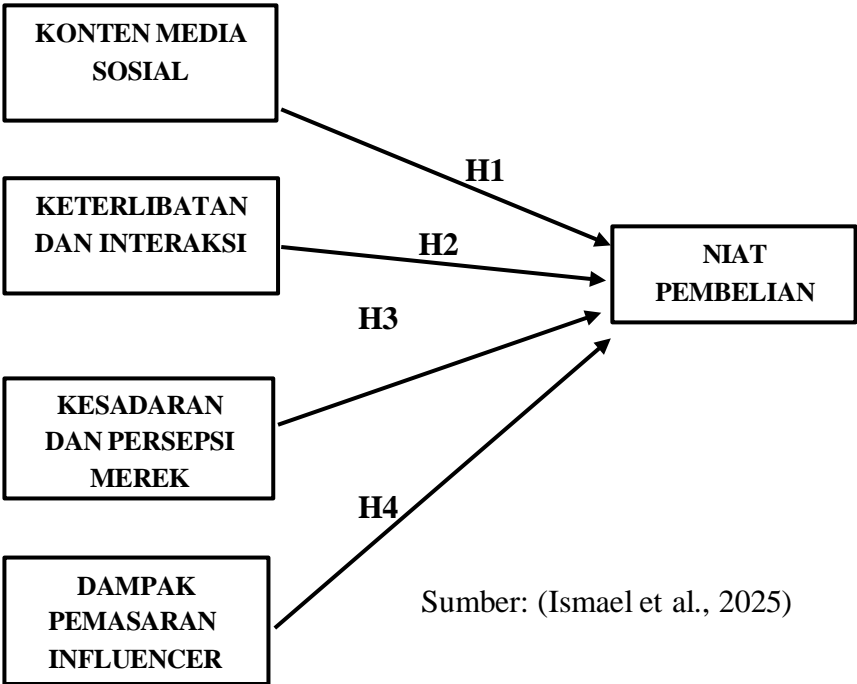 KONTEN MEDIA
SOSIAL
H1
KETERLIBATAN
DAN INTERAKSI
H2
NIAT
PEMBELIAN
H3
KESADARAN
DAN PERSEPSI
MEREK
H4
DAMPAK
PEMASARAN
INFLUENCER
Sumber: (Ismael et al., 2025)